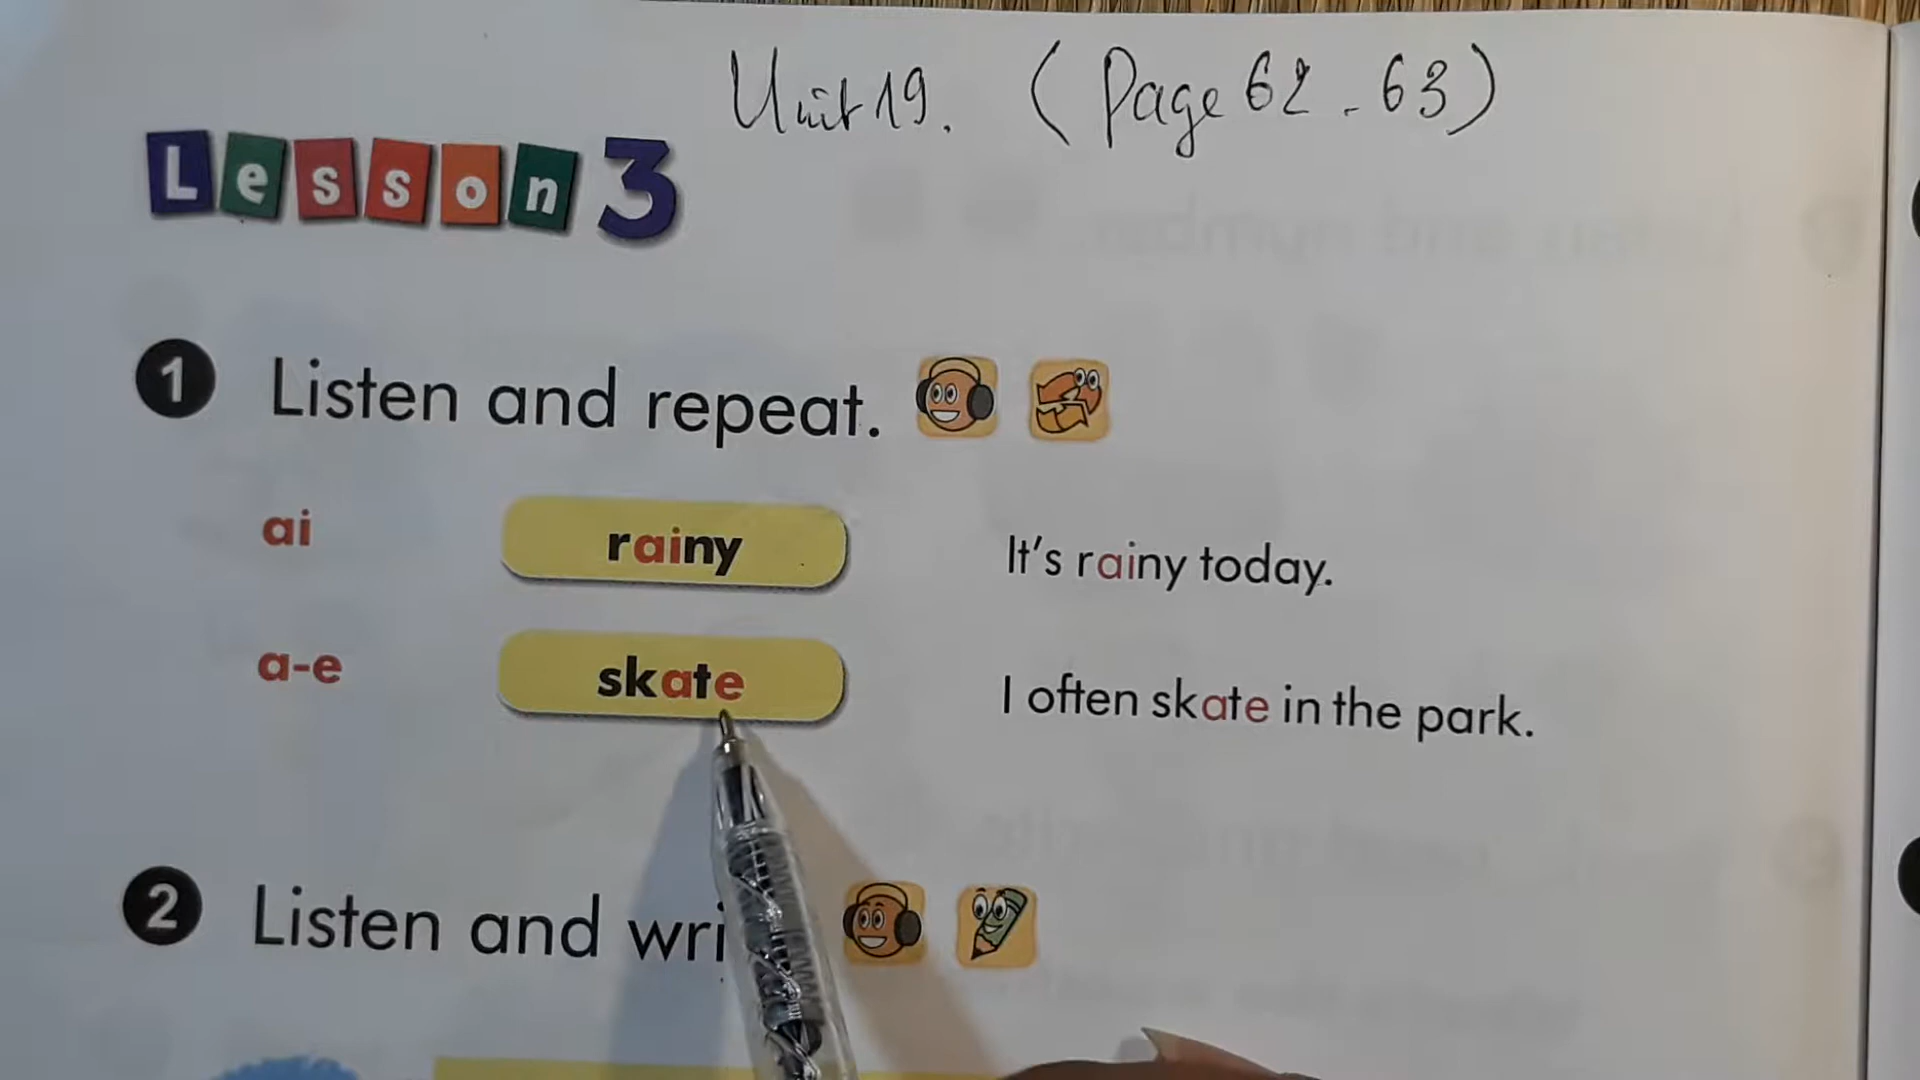 Unit 19. (Page 62 - 63)
Lesson 3
1 Listen and repeat.
ai rainy It's rainy today.
a-e skate I often skate in the park.
2 Listen and wri